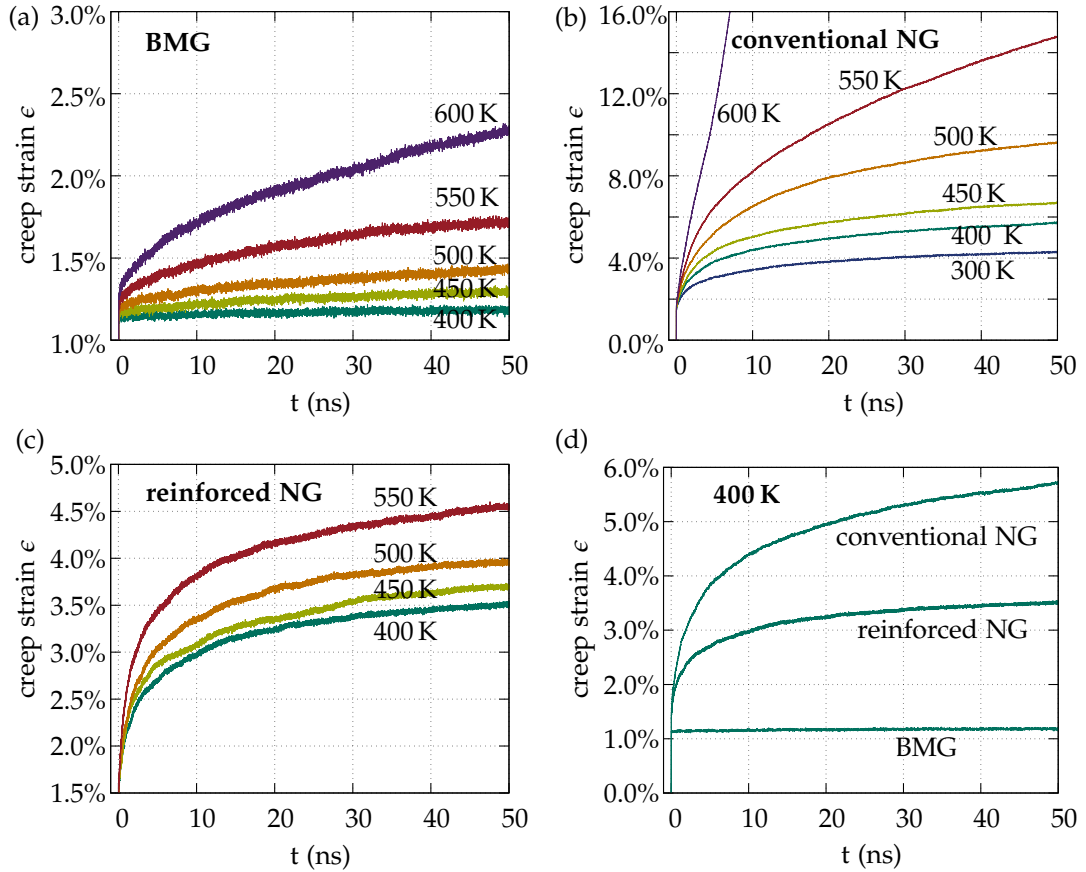 (a)
BMG
3.0%
2.5%
2.0%
1.5%
1.0%
creep strain ϵ
600 K
550 K
500 K
450 K
400 K
0 10 20 30 40 50
t (ns)
(b)
conventional NG
16.0%
12.0%
8.0%
4.0%
0.0%
creep strain ϵ
600 K
550 K
500 K
450 K
400 K
300 K
0 10 20 30 40 50
t (ns)
(c)
reinforced NG
5.0%
4.5%
4.0%
3.5%
3.0%
2.5%
2.0%
1.5%
creep strain ϵ
550 K
500 K
450 K
400 K
0 10 20 30 40 50
t (ns)
(d)
400 K
6.0%
5.0%
4.0%
3.0%
2.0%
1.0%
0.0%
creep strain ϵ
conventional NG
reinforced NG
BMG
0 10 20 30 40 50
t (ns)